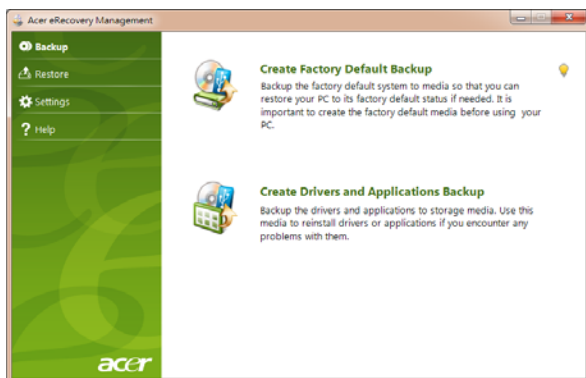 Acer eRecovery Management
Backup
Restore
Settings
Help
Create Factory Default Backup
Backup the factory default system to media so that you can
restore your PC to its factory default status if needed. It is
important to create the factory default media before using your
PC.
Create Drivers and Applications Backup
Backup the drivers and applications to storage media. Use this
media to reinstall drivers or applications if you encounter any
problems with them.
acer